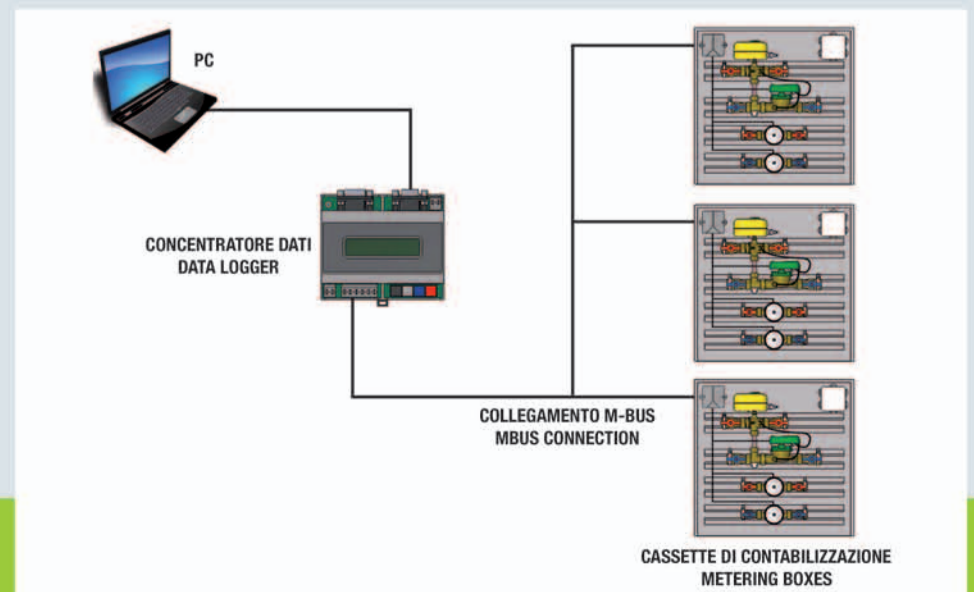 PC
CONCENTRATORE DATI
DATA LOGGER
COLLEGAMENTO M-BUS
MBUS CONNECTION
CASSETTE DI CONTABILIZZAZIONE
METERING BOXES